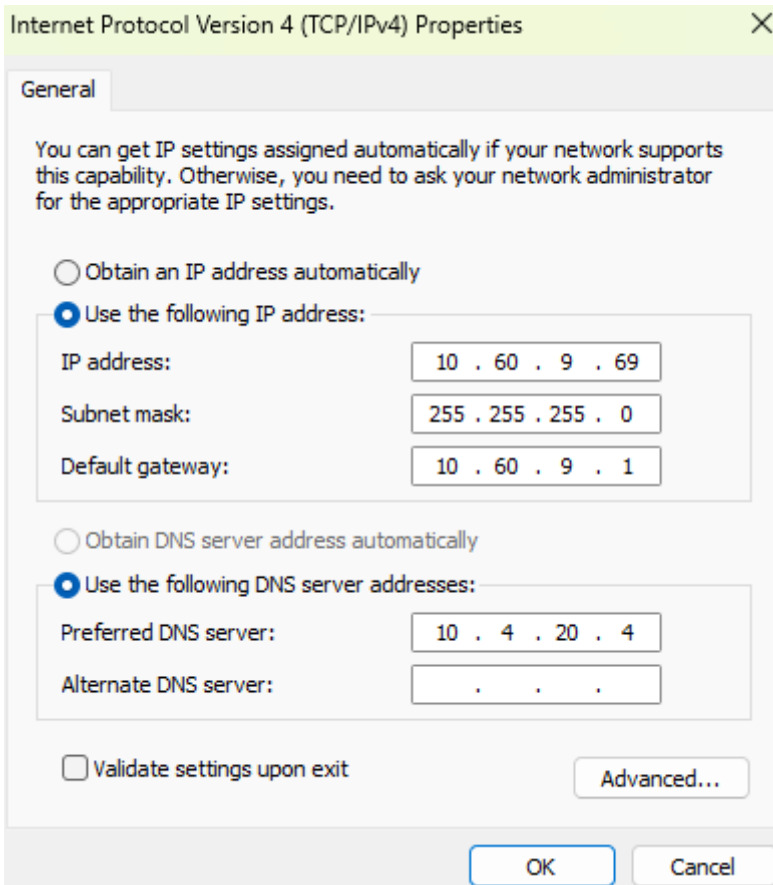 Internet Protocol Version 4 (TCP/IPv4) Properties
General
You can get IP settings assigned automatically if your network supports
this capability. Otherwise, you need to ask your network administrator
for the appropriate IP settings.
Obtain an IP address automatically
Use the following IP address:
IP address: 10 . 60 . 9 . 69
Subnet mask: 255 . 255 . 255 . 0
Default gateway: 10 . 60 . 9 . 1
Obtain DNS server address automatically
Use the following DNS server addresses:
Preferred DNS server: 10 . 4 . 20 . 4
Alternate DNS server: . . .
Validate settings upon exit
Advanced...
OK Cancel